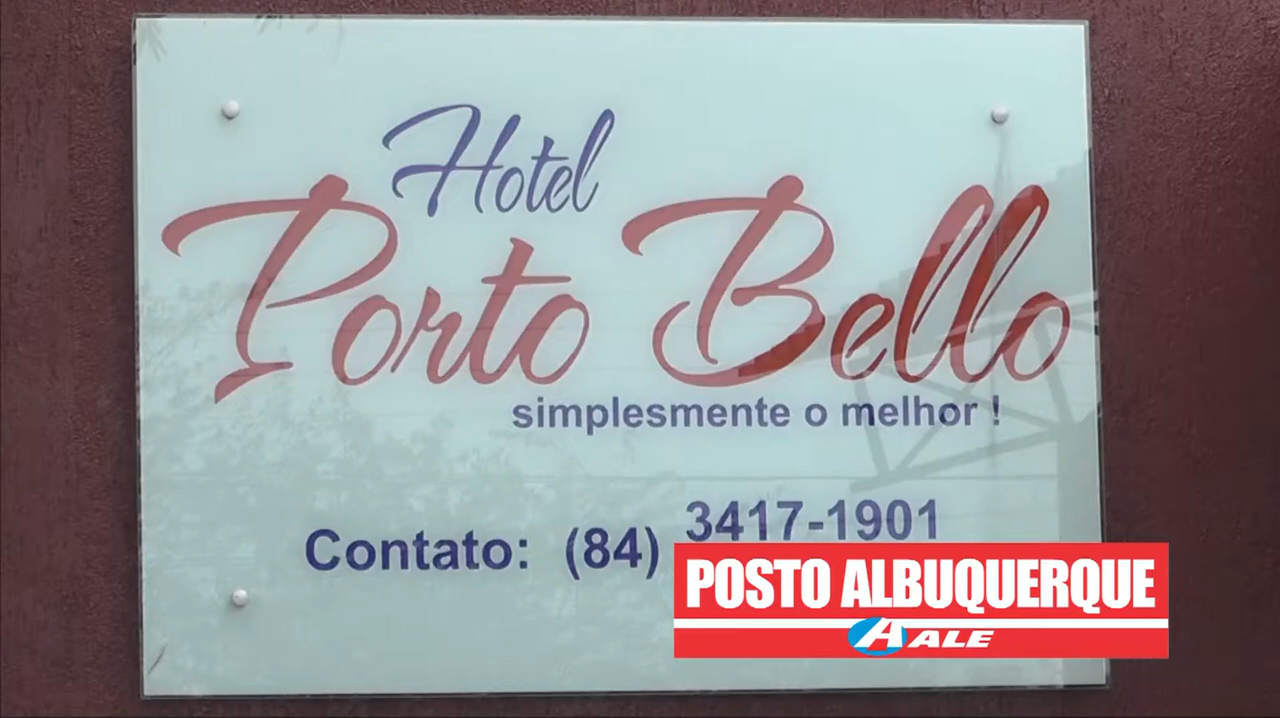 Hotel
Porto Bello
simplesmente o melhor !
Contato: (84) 3417-1901
POSTO ALBUQUERQUE
A ALE